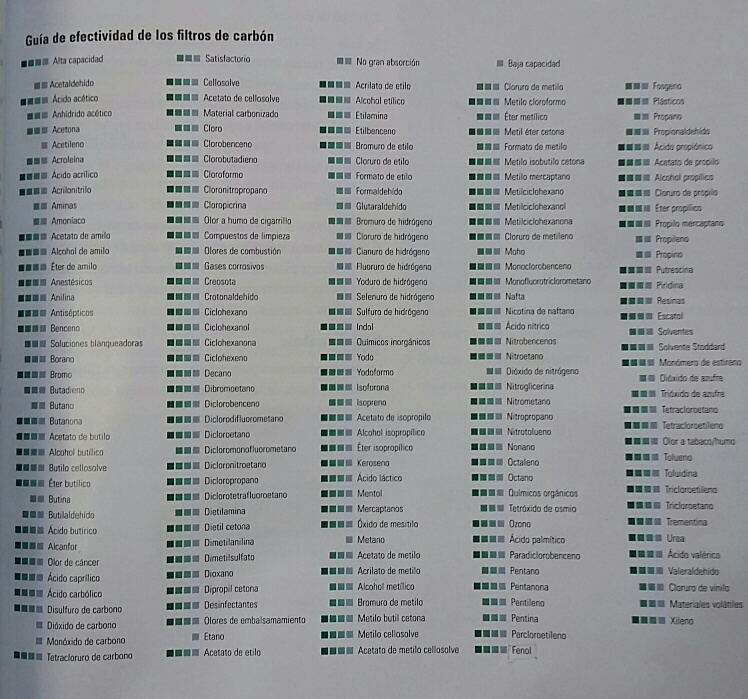 Guía de efectividad de los filtros de carbón
Alta capacidad
Satisfactorio
No gran absorción
Baja capacidad
Acetaldehido
Ácido acético
Anhídrido acético
Acetona
Acetileno
Acroleína
Ácido acrílico
Acrilonitrilo
Aminas
Amoníaco
Acetato de amilo
Alcohol de amilo
Éter de amilo
Anestésicos
Anilina
Antisépticos
Benceno
Soluciones blanqueadoras
Borano
Bromo
Butadieno
Butano
Butanona
Acetato de butilo
Alcohol butílico
Butilo cellosolve
Éter butílico
Butina
Butilaldehído
Ácido butírico
Alcanfor
Olor de cáncer
Ácido caprílico
Ácido carbólico
Disulfuro de carbono
Dióxido de carbono
Monóxido de carbono
Tetracloruro de carbono
Cellosolve
Acetato de cellosolve
Material carbonizado
Cloro
Clorobenceno
Clorobutadieno
Cloroformo
Cloronitropropano
Cloropicrina
Olor a humo de cigarrillo
Compuestos de limpieza
Olores de combustión
Gases corrosivos
Creosota
Crotonaldehído
Ciclohexano
Ciclohexanol
Ciclohexanona
Ciclohexeno
Decano
Dibromoetano
Diclorobenceno
Diclorodifluorometano
Dicloroetano
Dicloromonofluorometano
Dicloronitroetano
Dicloropropano
Diclorotetrafluoroetano
Dietilamina
Dietil cetona
Dimetilanilina
Dimetilsulfato
Dioxano
Dipropil cetona
Desinfectantes
Olores de embalsamamiento
Etano
Acetato de etilo
Acrilato de etilo
Alcohol etílico
Etilamina
Etilbenceno
Bromuro de etilo
Cloruro de etilo
Formato de etilo
Formaldehído
Glutaraldehído
Bromuro de hidrógeno
Cloruro de hidrógeno
Cianuro de hidrógeno
Fluoruro de hidrógeno
Yoduro de hidrógeno
Selenuro de hidrógeno
Sulfuro de hidrógeno
Indol
Químicos inorgánicos
Yodo
Yodoformo
Isoforona
Isopreno
Acetato de isopropilo
Alcohol isopropílico
Éter isopropílico
Keroseno
Ácido láctico
Mentol
Mercaptanos
Óxido de mesitilo
Metano
Acetato de metilo
Acrilato de metilo
Alcohol metílico
Bromuro de metilo
Metilo butil cetona
Metilo cellosolve
Acetato de metilo cellosolve
Cloruro de metilo
Metilo cloroformo
Éter metílico
Metil éter cetona
Formato de metilo
Metilo isobutilo cetona
Metilo mercaptano
Metilciclohexano
Metilciclohexanol
Metilciclohexanona
Cloruro de metileno
Moho
Monoclorobenceno
Monofluorotriclorometano
Nafta
Nicotina de naftano
Ácido nítrico
Nitrobencenos
Nitroetano
Dióxido de nitrógeno
Nitroglicerina
Nitrometano
Nitropropano
Nitrotolueno
Nonano
Octaleno
Octano
Químicos orgánicos
Tetróxido de osmio
Ozono
Ácido palmítico
Paradiclorobenceno
Pentano
Pentanona
Pentileno
Pentina
Percloroetileno
Fenol
Fosgeno
Plásticos
Propano
Propionaldehído
Ácido propiónico
Acetato de propilo
Alcohol propílico
Cloruro de propilo
Éter propílico
Propilo mercaptano
Propileno
Propino
Putrescina
Piridina
Resinas
Escatol
Solventes
Solvente Stoddard
Monómero de estireno
Dióxido de azufre
Trióxido de azufre
Tetracloroetano
Tetracloroetileno
Olor a tabaco/humo
Tolueno
Toluidina
Tricloroetileno
Tricloroetano
Trementina
Urea
Ácido valérico
Valeraldehído
Cloruro de vinilo
Materiales volátiles
Xileno